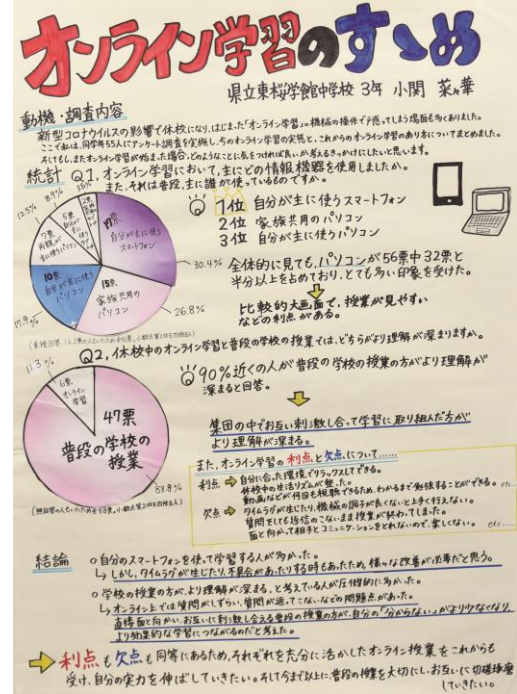 オンライン学習のすゝめ
県立東桜学館中学校 3年 小関 菜々華
動機・調査内容
新型コロナウイルスの影響で休校になり、はじまった「オンライン学習」。機械の操作で戸惑ってしまう場面も多くありました。
ここで私は、同学年55人にアンケート調査を実施し、今のオンライン学習の実態と、これからのオンライン学習のあり方についてまとめました。
そしてもし、またオンライン学習が始まった場合、どのようなことに気をつければ良いか考えるきっかけにしたいと思います。
統計 Q1, オンライン学習において、主にどの情報機器を使用しましたか。
また、それは普段、主に誰が使っているものですか。
1位 自分が主に使うスマートフォン
2位 家族共用のパソコン
3位 自分が主に使うパソコン
12.5%
8.9%
17票
自分が主に使う
スマートフォン
30.4%
15票
家族共用の
パソコン
26.8%
10票
自分が主に使う
パソコン
17.9%
7票
主に使うパソコン
5票
全体的に見ても、パソコンが56票中32票と
半分以上を占めており、とても多い印象を受けた。
比較的大画面で、授業が見やすい
などの利点がある。
Q2, 休校中のオンライン学習と普段の学校の授業では、どちらがより理解が深まりますか。
11.3%
6票
オンライン
学習
47票
普段の学校の
授業
88.8%
90%近くの人が普段の学校の授業の方がより理解が
深まると回答。
集団の中でお互い刺激し合って学習に取り組んだ方が
より理解が深まる。
また、オンライン学習の利点と欠点について……
利点 自分に合った環境でリラックスしてできる。
休校中の生活リズムが整った。
動画などが何回も視聴できるため、わかるまで勉強することができる。etc…
欠点 タイムラグが生じたり、機械の調子が良くないと上手く行えない。
質問をしても返信のこないまま授業が終わってしまった。
面と向かって相手とコミュニケーションをとれないので、楽しくない。etc…
結論 ○自分のスマートフォンを使って学習する人が多かった。
しかし、タイムラグが生じたり、不具合があったりする時もあたため、様々な改善が必要だと思う。
○学校の授業の方が、より理解が深まった、と考えている人が圧倒的に多かった。
オンライン上では質問がしずらい、質問が返ってこないなどの問題点があった。
直接面と向かい、お互いに刺激し合える普段の授業の方が、自分の“分からない”がより少なくなり、
より効果的な学習につながるのだと考えた。
利点も欠点も同等にあるため、それぞれを充分に活かしたオンライン授業をこれからも
受け、自分の実力を伸ばしていきたい。そして今まで以上に普段の授業を大切にし、お互いに切磋琢磨
していきたい。